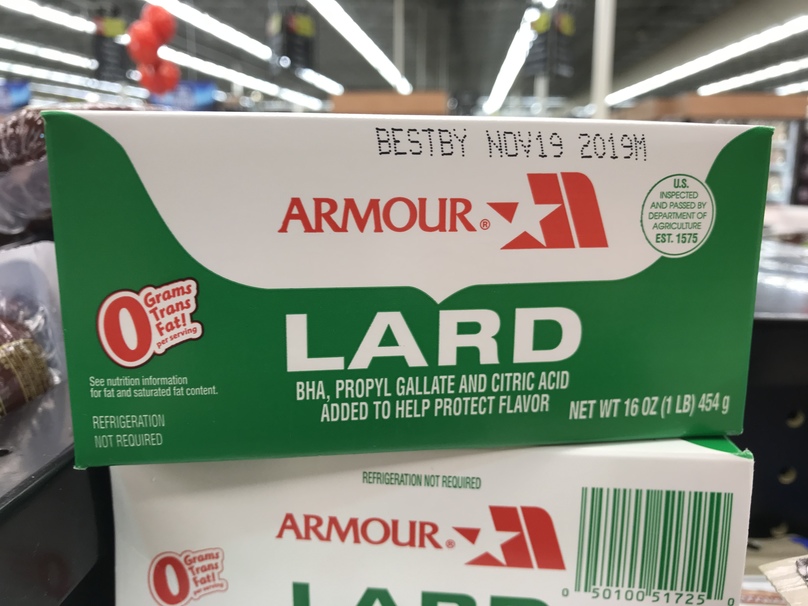 BESTBY NOV19 2019M
ARMOUR®
U.S.
INSPECTED
AND PASSED BY
DEPARTMENT OF
AGRICULTURE
EST. 1575
0 Grams
Trans
Fat!
per serving
LARD
See nutrition information
for fat and saturated fat content.
BHA, PROPYL GALLATE AND CITRIC ACID
ADDED TO HELP PROTECT FLAVOR
NET WT 16 OZ (1 LB) 454 g
REFRIGERATION
NOT REQUIRED
REFRIGERATION NOT REQUIRED
ARMOUR®
0 Grams
Trans
Fat!
per serving
LARD
0 50100 51725 0